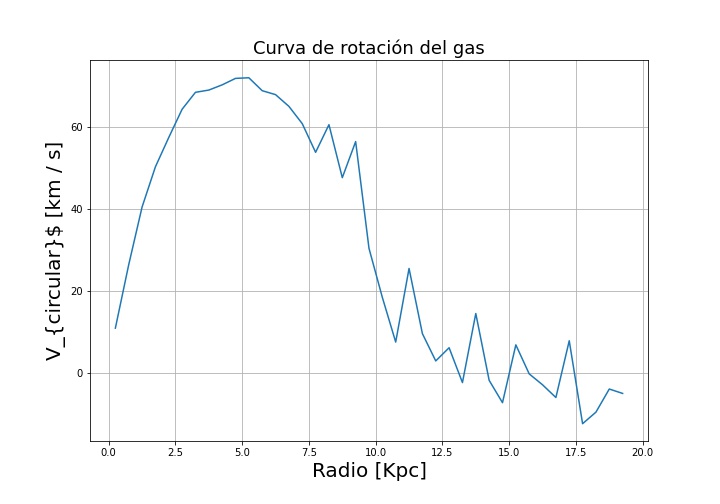 Curva de rotación del gas
V_{circular}$ [km / s]
60
40
20
0
0.0 2.5 5.0 7.5 10.0 12.5 15.0 17.5 20.0
Radio [Kpc]